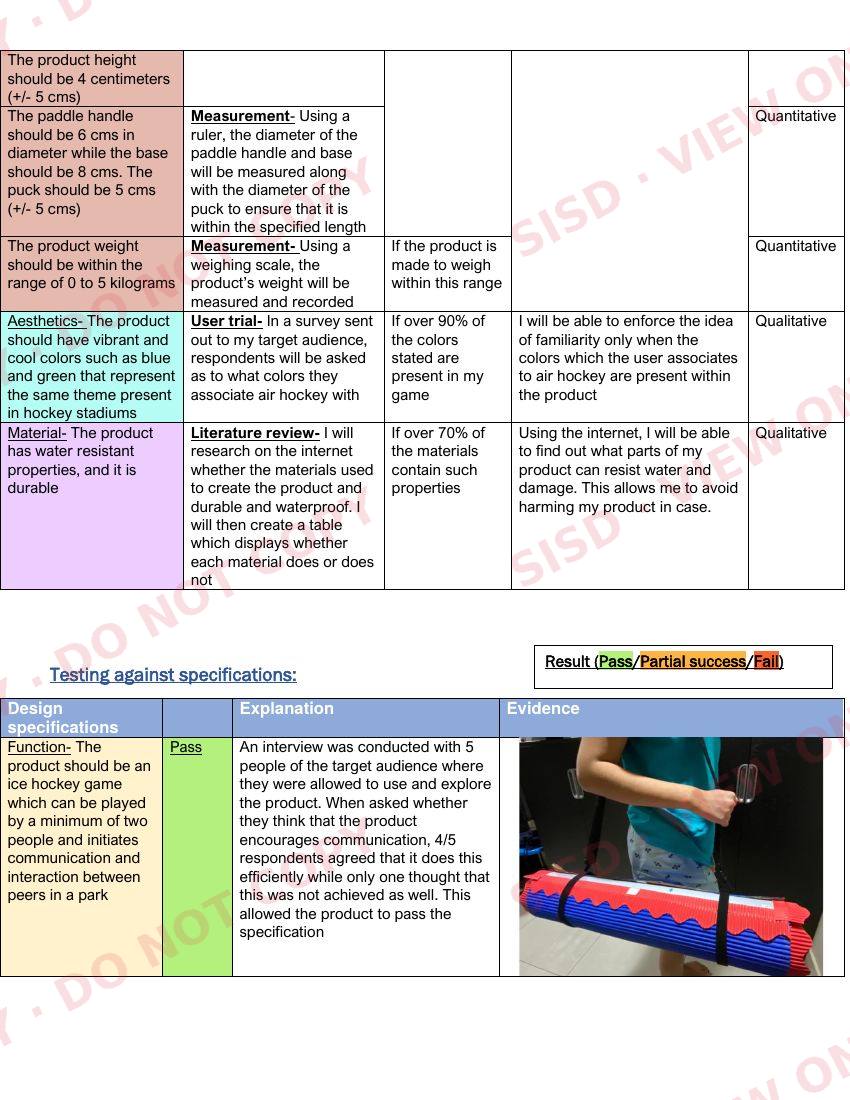 The product height
should be 4 centimeters
(+/- 5 cms)
The paddle handle
should be 6 cms in
diameter while the base
should be 8 cms. The
puck should be 5 cms
(+/- 5 cms)
Measurement- Using a
ruler, the diameter of the
paddle handle and base
will be measured along
with the diameter of the
puck to ensure that it is
within the specified length
Quantitative
The product weight
should be within the
range of 0 to 5 kilograms
Measurement- Using a
weighing scale, the
product's weight will be
measured and recorded
If the product is
made to weigh
within this range
Quantitative
Aesthetics- The product
should have vibrant and
cool colors such as blue
and green that represent
the same theme present
in hockey stadiums
User trial- In a survey sent
out to my target audience,
respondents will be asked
as to what colors they
associate air hockey with
If over 90% of
the colors
stated are
present in my
game
I will be able to enforce the idea
of familiarity only when the
colors which the user associates
to air hockey are present within
the product
Qualitative
Material- The product
has water resistant
properties, and it is
durable
Literature review- I will
research on the internet
whether the materials used
to create the product and
durable and waterproof. I
will then create a table
which displays whether
each material does or does
not
If over 70% of
the materials
contain such
properties
Using the internet, I will be able
to find out what parts of my
product can resist water and
damage. This allows me to avoid
harming my product in case.
Qualitative
Testing against specifications:
Result (Pass/Partial success/Fail)
Design
specifications
Explanation
Evidence
Function- The
product should be an
ice hockey game
which can be played
by a minimum of two
people and initiates
communication and
interaction between
peers in a park
Pass
An interview was conducted with 5
people of the target audience where
they were allowed to use and explore
the product. When asked whether
they think that the product
encourages communication, 4/5
respondents agreed that it does this
efficiently while only one thought that
this was not achieved as well. This
allowed the product to pass the
specification
SISD · VIEW ON
Y · DO NOT COPY
SISD · VIEW ON
Y · DO NOT COPY
SISD · VIEW ON
Y · DO NOT COPY